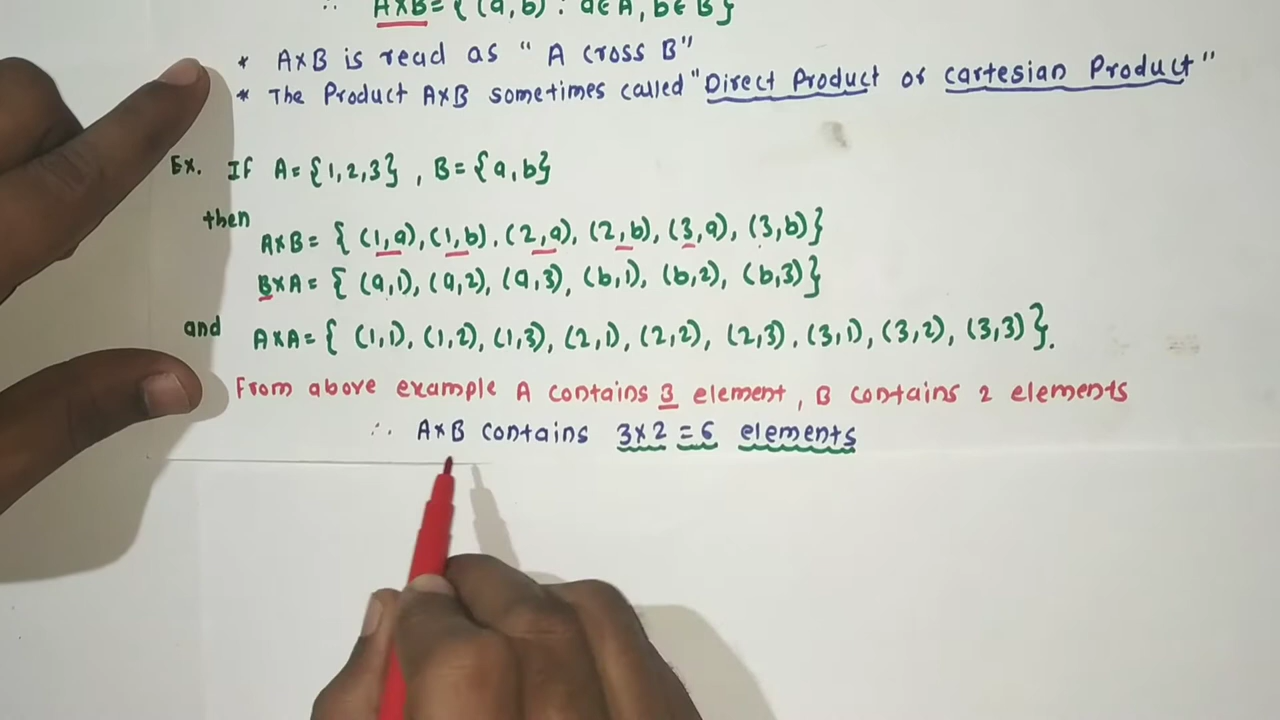 ∴ A×B = { (a,b) : a∈A, b∈B }
* A×B is read as "A cross B"
* The Product A×B sometimes called "Direct Product or cartesian Product"
Ex. If A={1,2,3} , B={a,b}
then
A×B = { (1,a), (1,b), (2,a), (2,b), (3,a), (3,b)}
B×A = { (a,1), (a,2), (a,3), (b,1), (b,2), (b,3)}
and A×A = { (1,1), (1,2), (1,3), (2,1), (2,2), (2,3), (3,1), (3,2), (3,3)}.
From above example A contains 3 element, B contains 2 elements
∴ A×B contains 3×2 = 6 elements